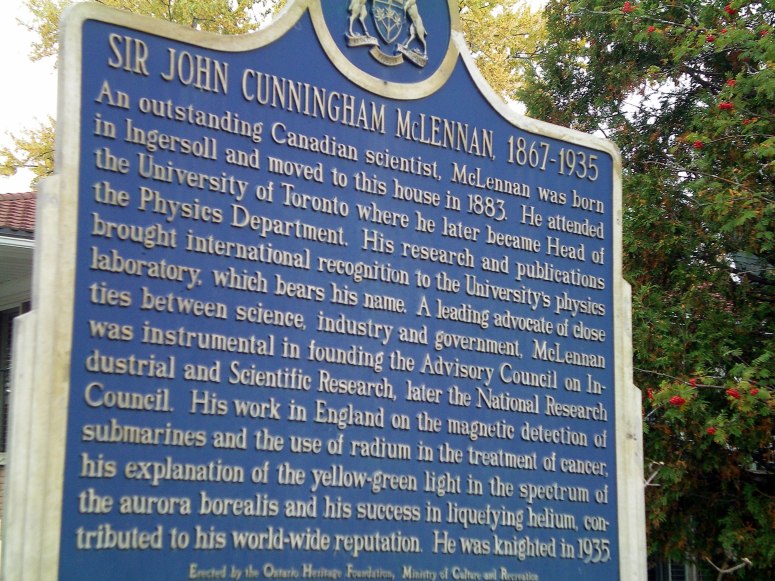 SIR JOHN CUNNINGHAM McLENNAN, 1867-1935
An outstanding Canadian scientist, McLennan was born
in Ingersoll and moved to this house in 1883. He attended
the University of Toronto where he later became Head of
the Physics Department. His research and publications
brought international recognition to the University's physics
laboratory, which bears his name. A leading advocate of close
ties between science, industry and government, McLennan
was instrumental in founding the Advisory Council on In-
dustrial and Scientific Research, later the National Research
Council. His work in England on the magnetic detection of
submarines and the use of radium in the treatment of cancer,
his explanation of the yellow-green light in the spectrum of
the aurora borealis and his success in liquefying helium, con-
tributed to his world-wide reputation. He was knighted in 1935
Erected by the Ontario Heritage Foundation, Ministry of Culture and Recreation